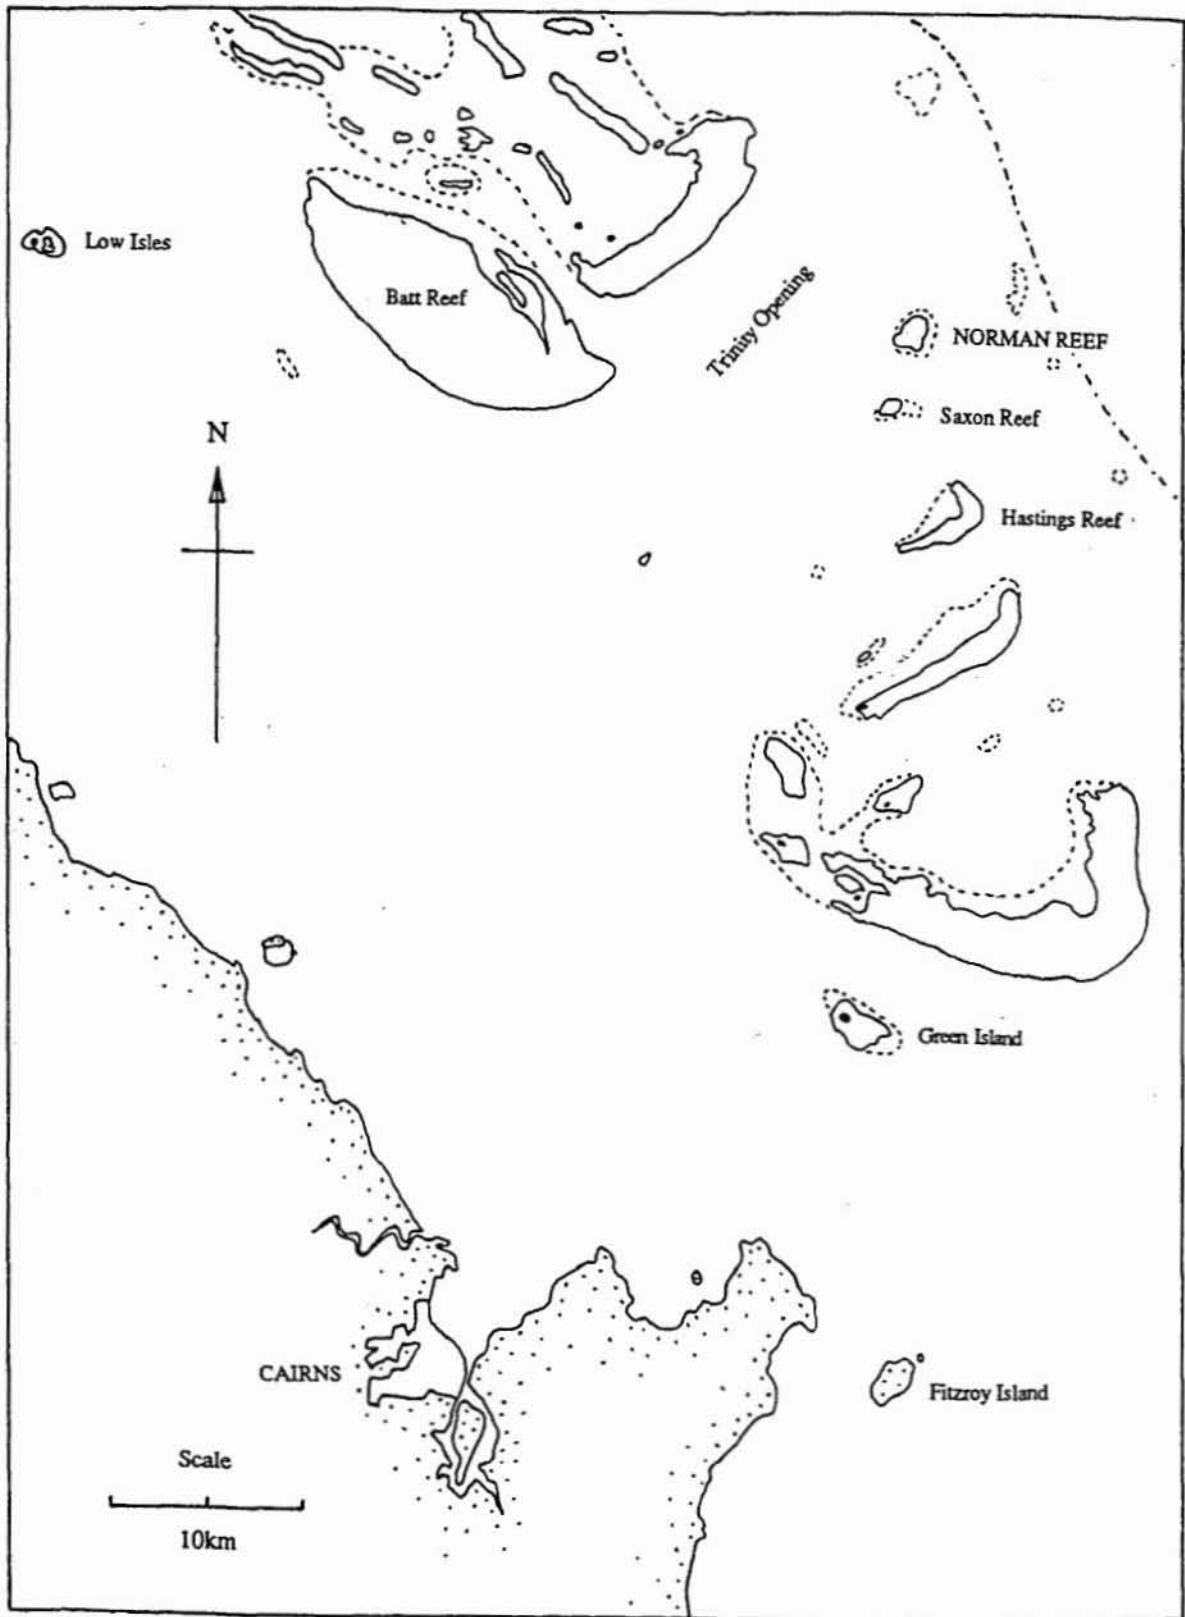 Low Isles
Batt Reef
Trinity Opening
NORMAN REEF
Saxon Reef
N
Hastings Reef
Green Island
CAIRNS
Fitzroy Island
Scale
10km